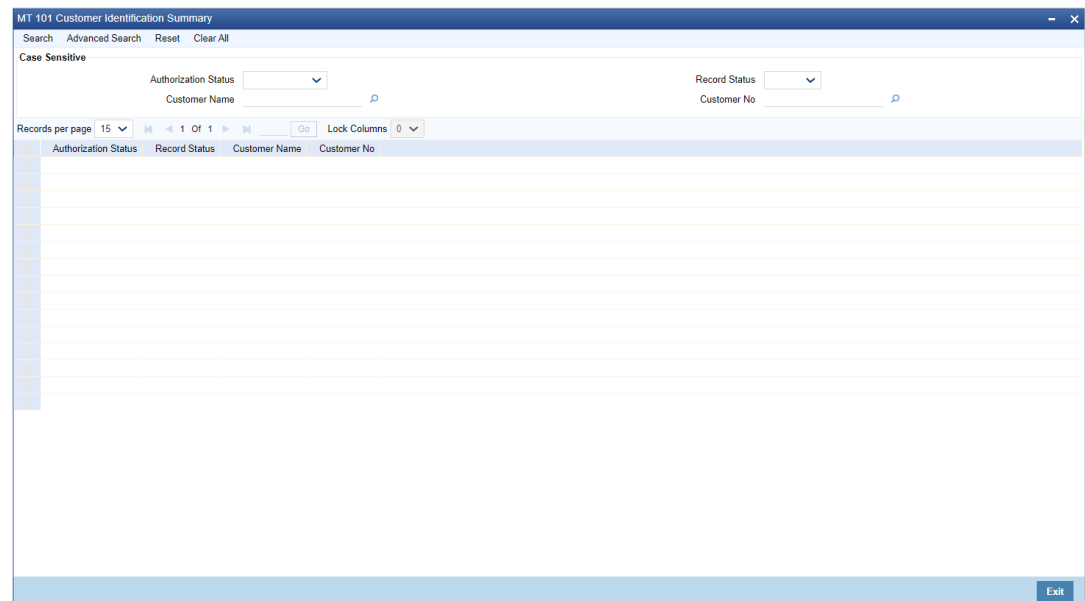 MT 101 Customer Identification Summary
Search Advanced Search Reset Clear All
Case Sensitive
Authorization Status Record Status
Customer Name Customer No
Records per page 15 1 Of 1 Go Lock Columns 0
Authorization Status Record Status Customer Name Customer No
Exit